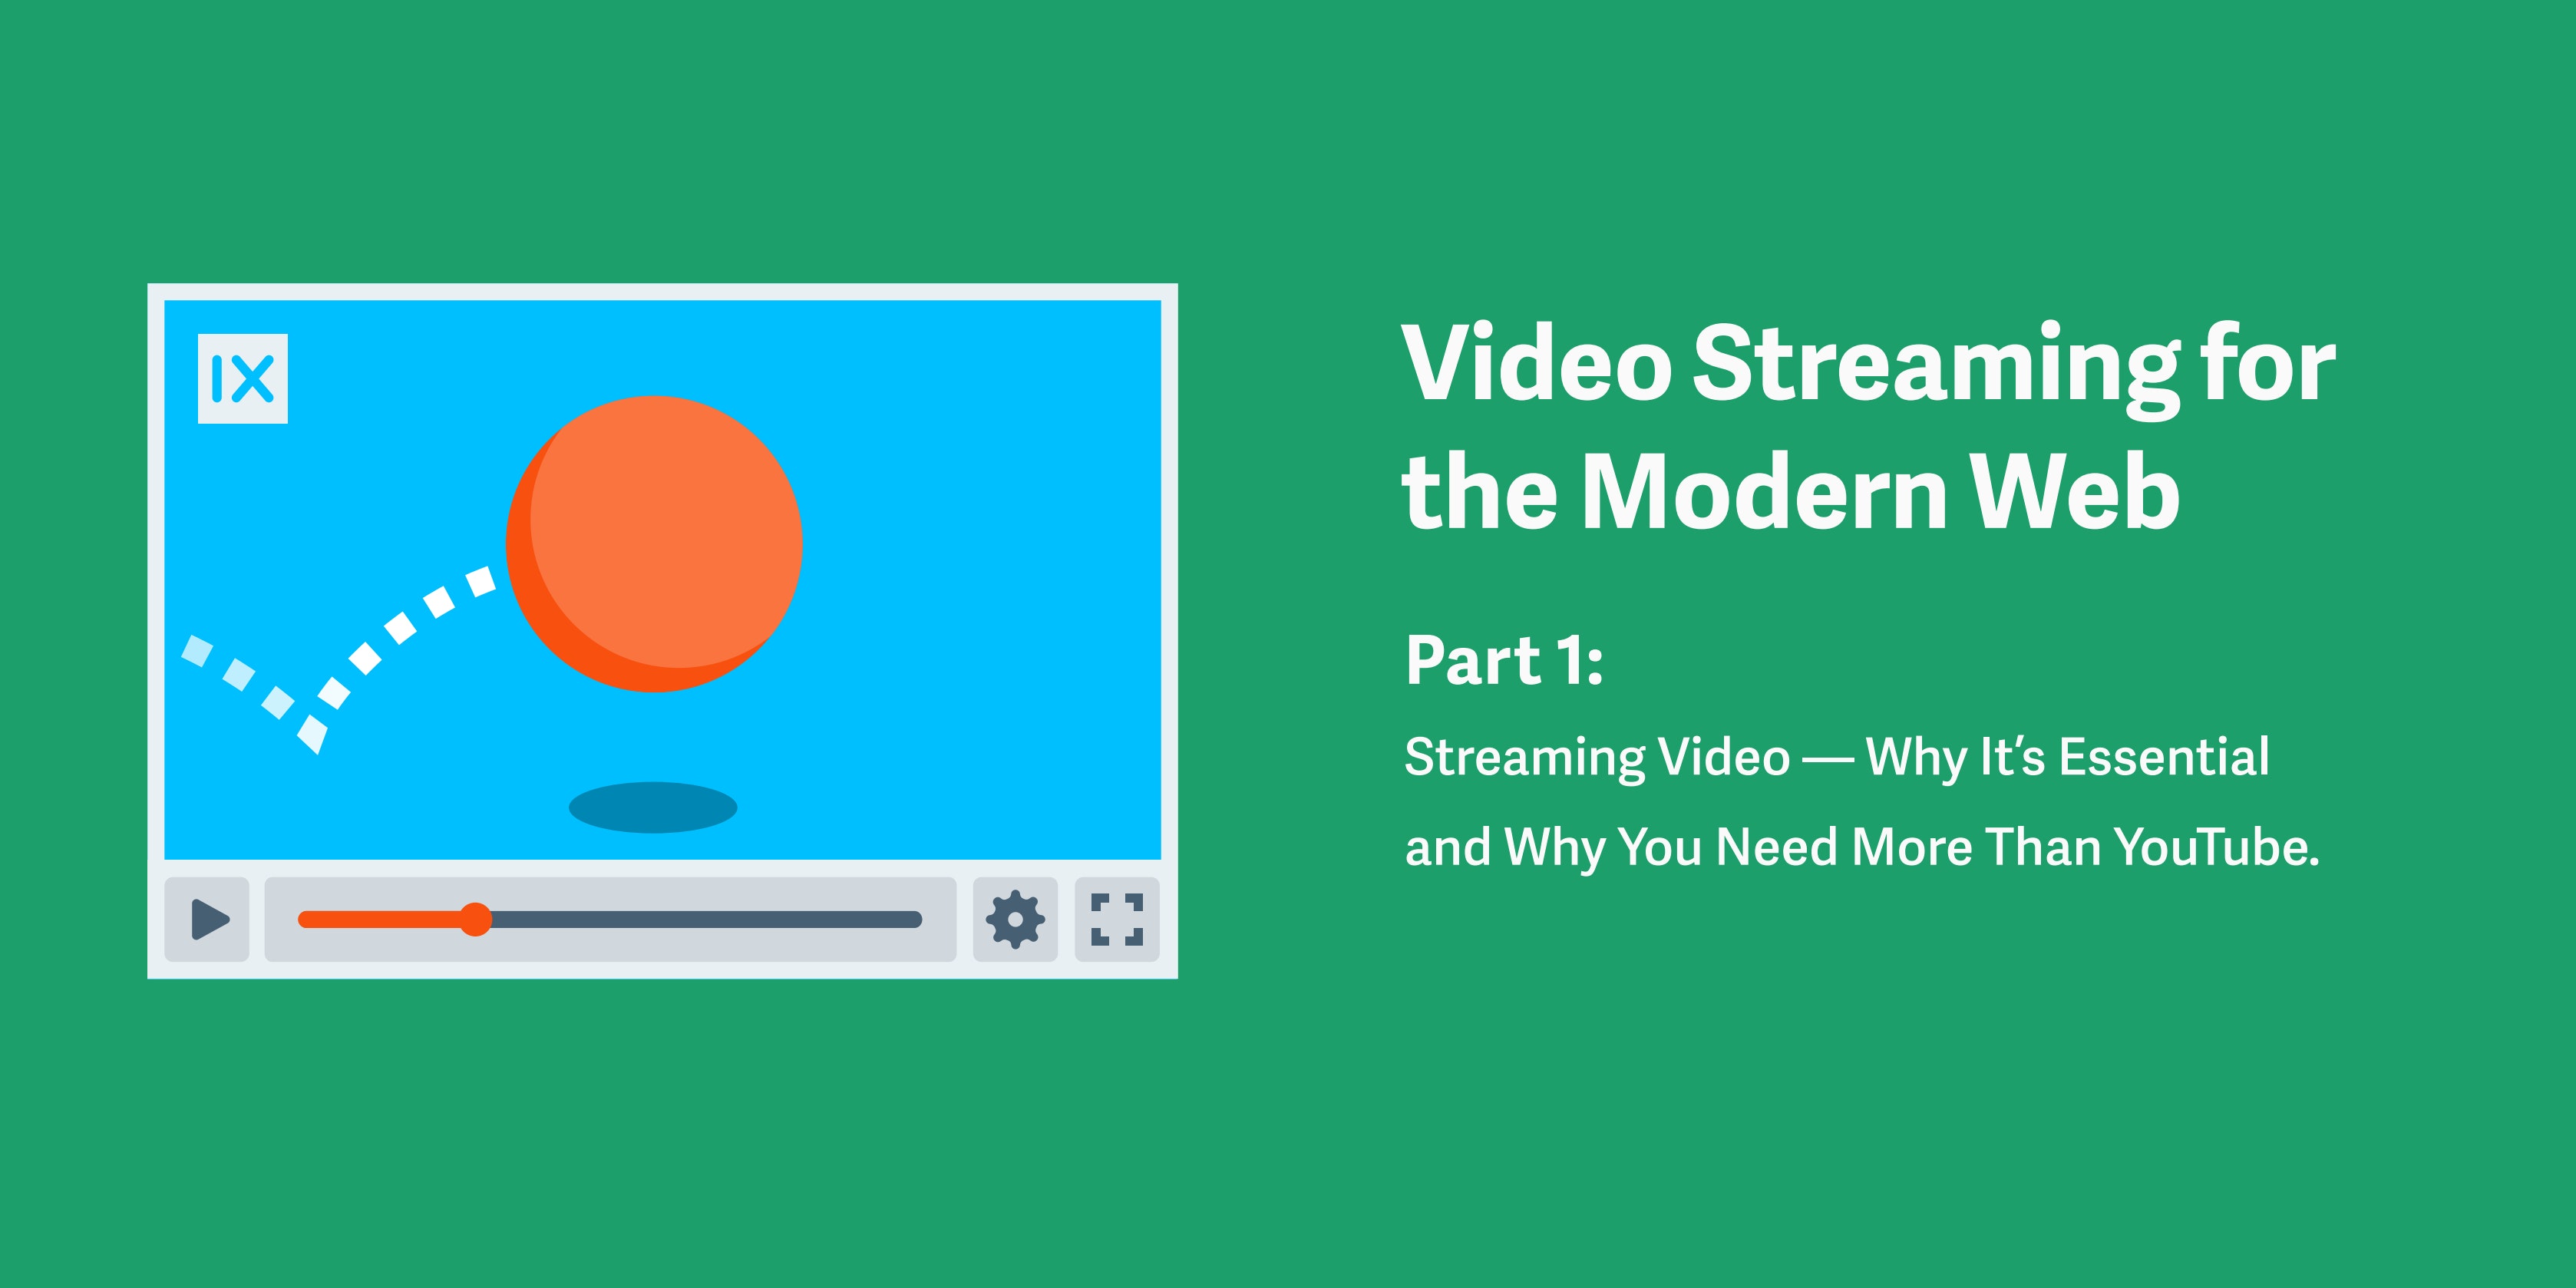 IX
Video Streaming for
the Modern Web
Part 1:
Streaming Video — Why It’s Essential
and Why You Need More Than YouTube.